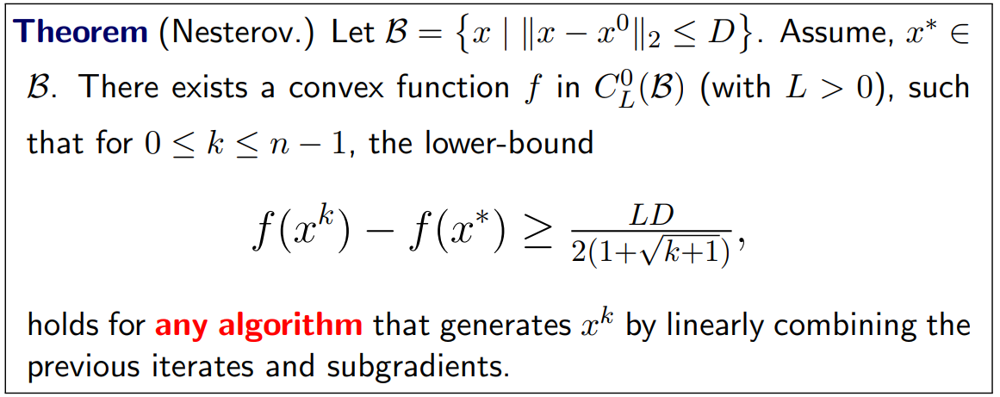 Theorem (Nesterov.) Let $\mathcal{B} = \{x \mid \|x - x^0\|_2 \leq D\}$. Assume, $x^* \in$
$\mathcal{B}$. There exists a convex function $f$ in $C_L^0(\mathcal{B})$ (with $L > 0$), such
that for $0 \leq k \leq n - 1$, the lower-bound
$f(x^k) - f(x^*) \geq \frac{LD}{2(1+\sqrt{k+1})},$
holds for any algorithm that generates $x^k$ by linearly combining the
previous iterates and subgradients.